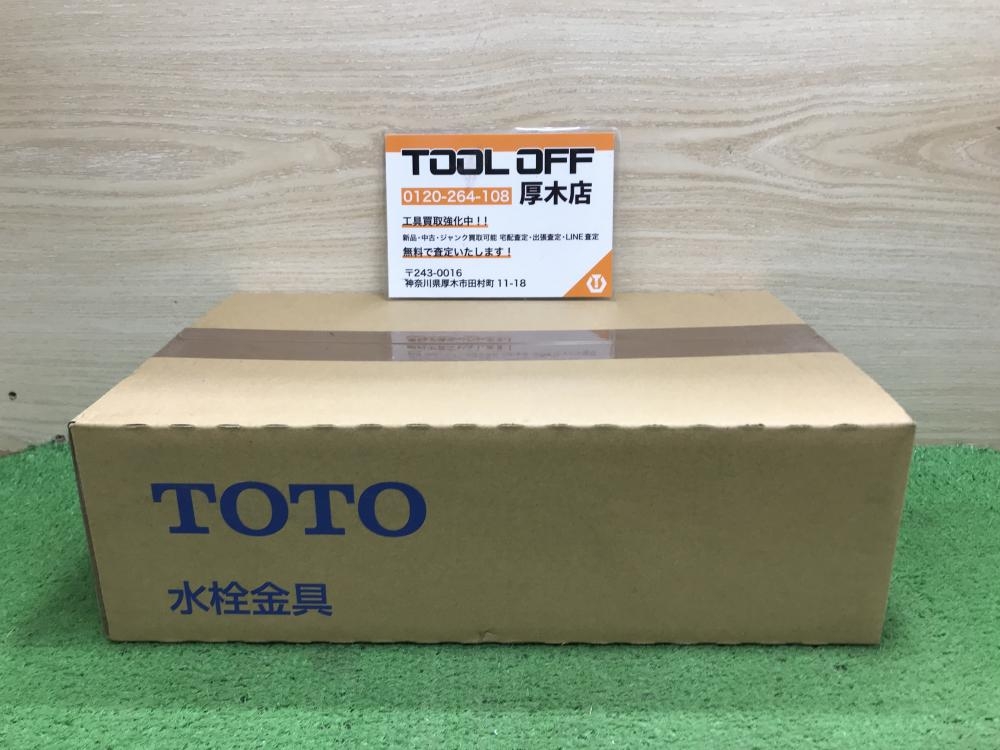 TOOL OFF
0120-264-108 厚木店
工具買取強化中!!
新品・中古・ジャンク買取可能 宅配査定・出張査定・LINE査定
無料で査定いたします!
〒243-0016
神奈川県厚木市田村町 11-18
TOTO
水栓金具